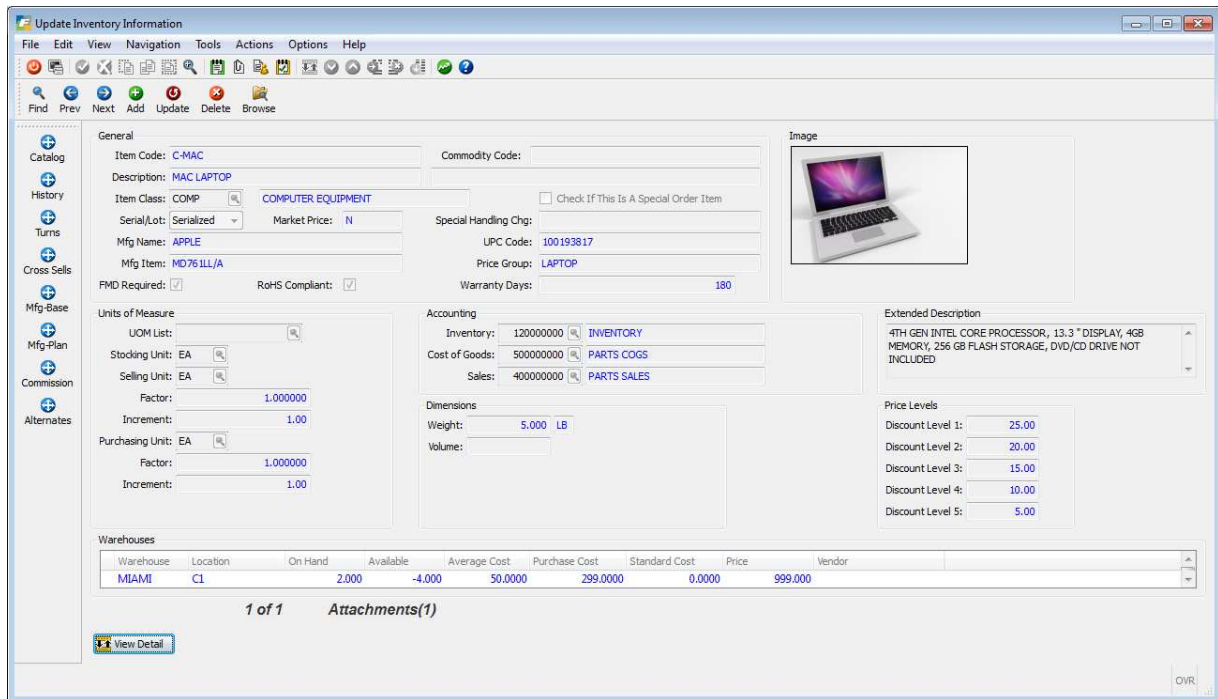 Update Inventory Information
File Edit View Navigation Tools Actions Options Help
Find Prev Next Add Update Delete Browse
Catalog
History
Turns
Cross Sells
Mfg-Base
Mfg-Plan
Commission
Alternates
General
Item Code: C-MAC Commodity Code:
Description: MAC LAPTOP
Item Class: COMP COMPUTER EQUIPMENT Check If This Is A Special Order Item
Serial/Lot: Serialized Market Price: N Special Handling Chg:
Mfg Name: APPLE UPC Code: 100193817
Mfg Item: MD761LL/A Price Group: LAPTOP
FMD Required: RoHS Compliant: Warranty Days: 180
Image
Units of Measure
UOM List:
Stocking Unit: EA
Selling Unit: EA
Factor: 1.000000
Increment: 1.00
Purchasing Unit: EA
Factor: 1.000000
Increment: 1.00
Accounting
Inventory: 120000000 INVENTORY
Cost of Goods: 500000000 PARTS COGS
Sales: 400000000 PARTS SALES
Dimensions
Weight: 5.000 LB
Volume:
Extended Description
4TH GEN INTEL CORE PROCESSOR, 13.3 " DISPLAY, 4GB
MEMORY, 256 GB FLASH STORAGE, DVD/CD DRIVE NOT
INCLUDED
Price Levels
Discount Level 1: 25.00
Discount Level 2: 20.00
Discount Level 3: 15.00
Discount Level 4: 10.00
Discount Level 5: 5.00
Warehouses
Warehouse Location On Hand Available Average Cost Purchase Cost Standard Cost Price Vendor
MIAMI C1 2.000 -4.000 50.0000 299.0000 0.0000 999.000
1 of 1 Attachments(1)
View Detail
OVR